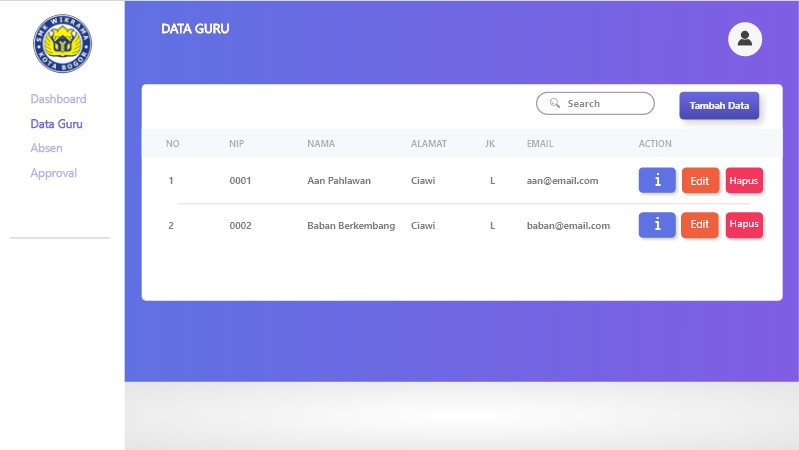 SMK WIKRAMA
KOTA BOGOR
Dashboard
Data Guru
Absen
Approval
DATA GURU
Search
Tambah Data
NO NIP NAMA ALAMAT JK EMAIL ACTION
1 0001 Aan Pahlawan Ciawi L aan@email.com i Edit Hapus
2 0002 Baban Berkembang Ciawi L baban@email.com i Edit Hapus